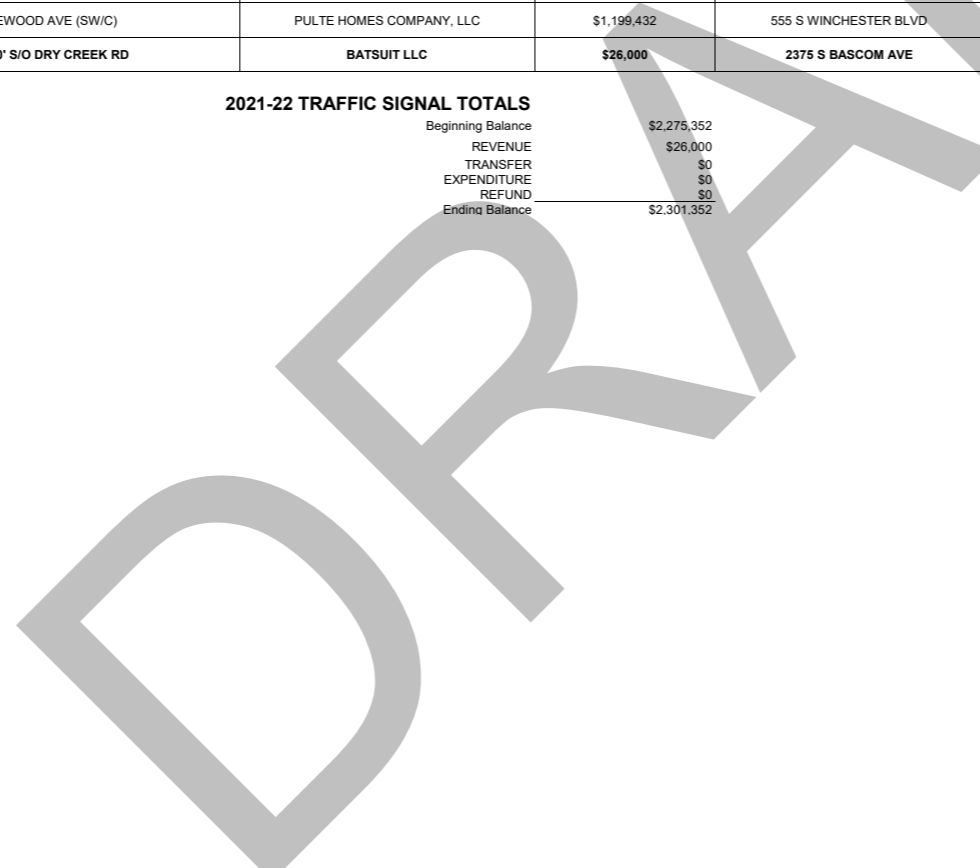 EWOOD AVE (SW/C) PULTE HOMES COMPANY, LLC $1,199,432 555 S WINCHESTER BLVD
0' S/O DRY CREEK RD BATSUIT LLC $26,000 2375 S BASCOM AVE
2021-22 TRAFFIC SIGNAL TOTALS
Beginning Balance $2,275,352
REVENUE $26,000
TRANSFER $0
EXPENDITURE $0
REFUND $0
Ending Balance $2,301,352
DRA